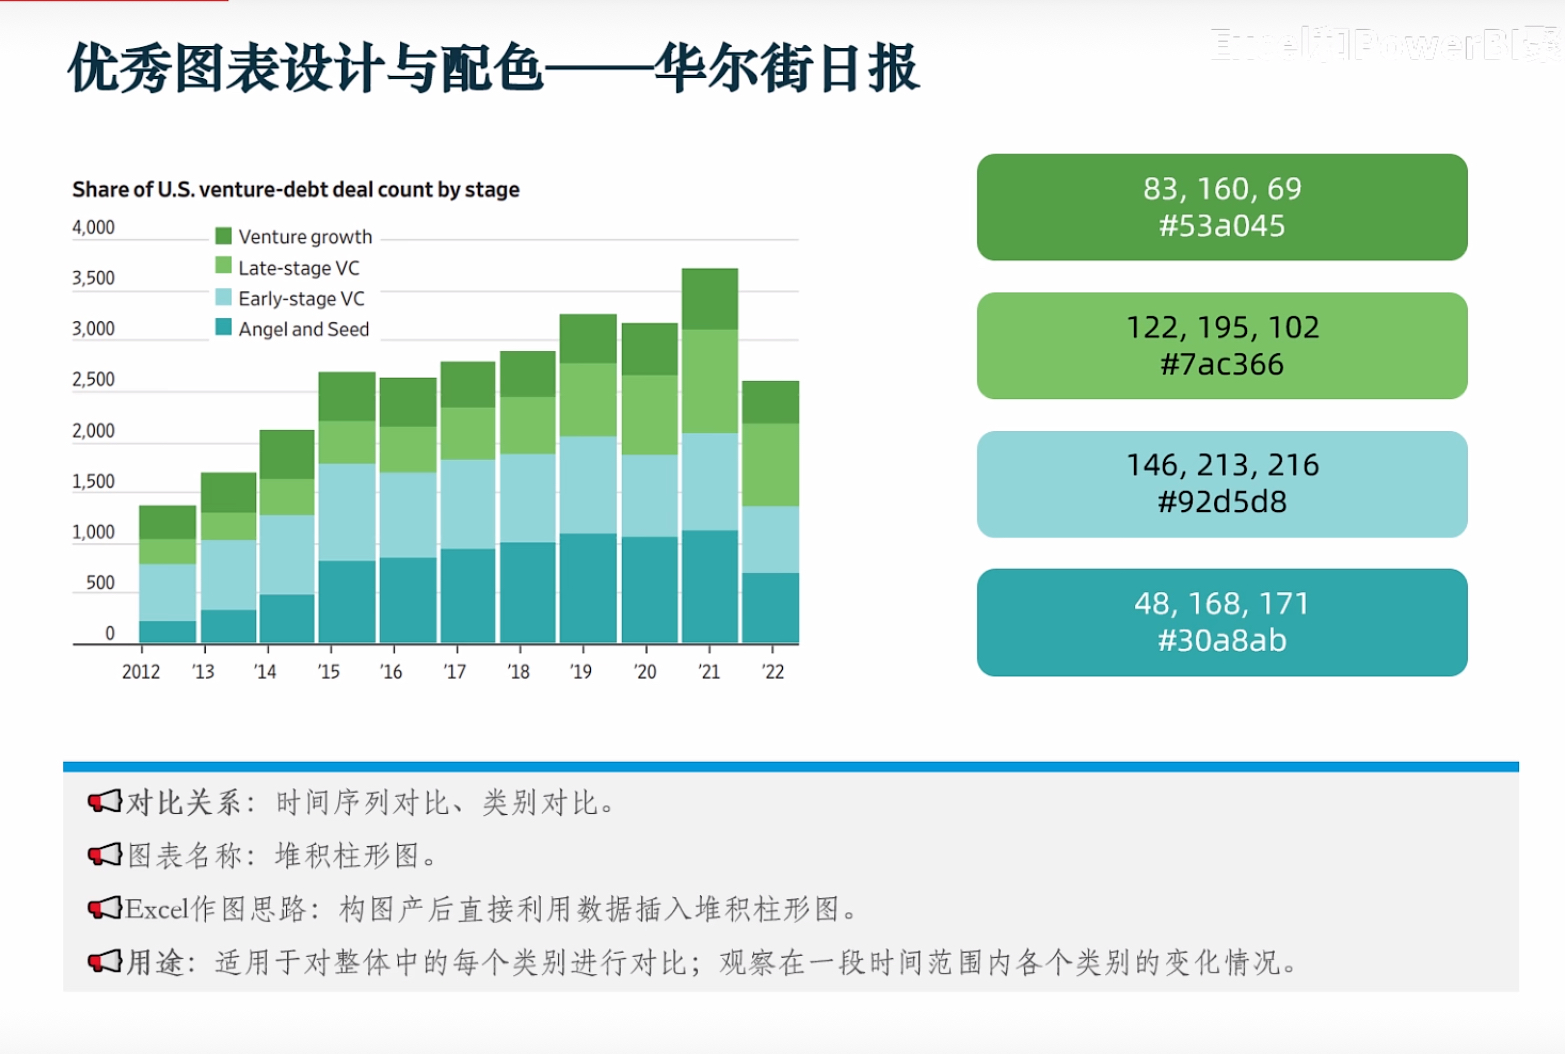 优秀图表设计与配色——华尔街日报
Excel和PowerBI
Share of U.S. venture-debt deal count by stage
4,000
3,500
3,000
2,500
2,000
1,500
1,000
500
0
Venture growth
Late-stage VC
Early-stage VC
Angel and Seed
2012 ’13 ’14 ’15 ’16 ’17 ’18 ’19 ’20 ’21 ’22
83, 160, 69
#53a045
122, 195, 102
#7ac366
146, 213, 216
#92d5d8
48, 168, 171
#30a8ab
对比关系：时间序列对比、类别对比。
图表名称：堆积柱形图。
Excel作图思路：构图产后直接利用数据插入堆积柱形图。
用途：适用于对整体中的每个类别进行对比；观察在一段时间范围内各个类别的变化情况。